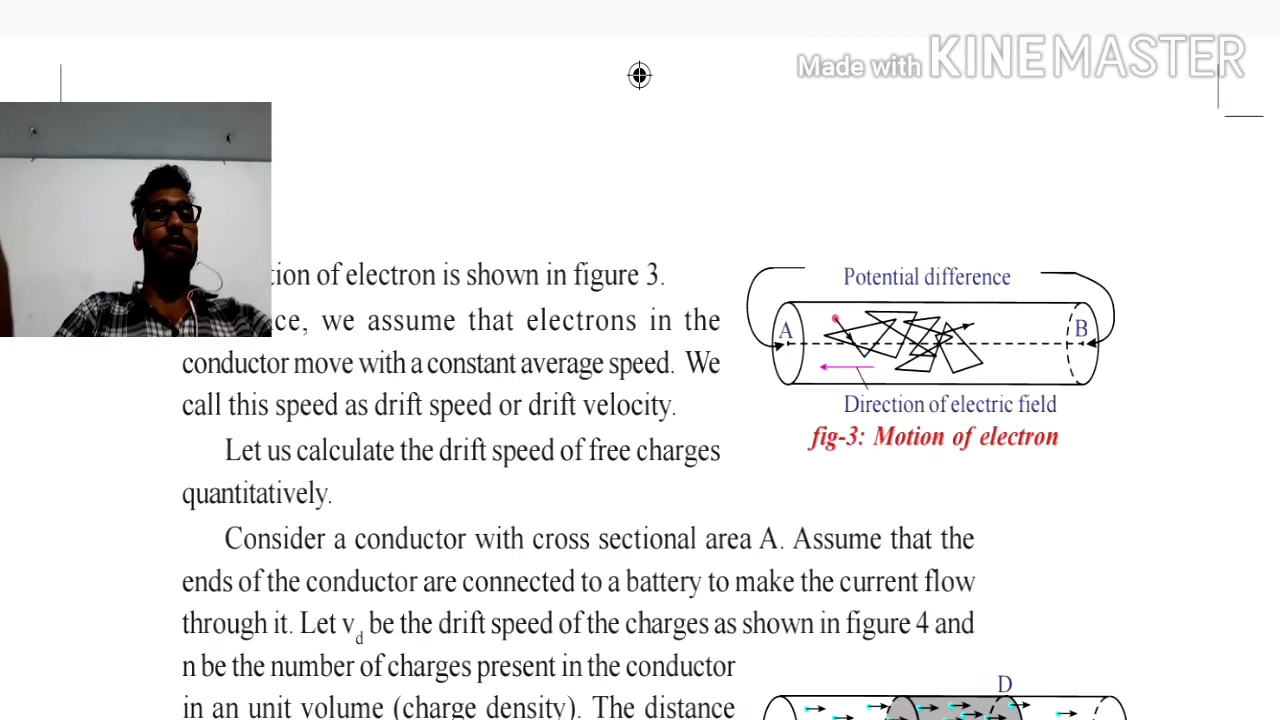 Made with KINEMASTER
tion of electron is shown in figure 3.
ce, we assume that electrons in the
conductor move with a constant average speed. We
call this speed as drift speed or drift velocity.
Let us calculate the drift speed of free charges
quantitatively.
Potential difference
A
B
Direction of electric field
fig-3: Motion of electron
Consider a conductor with cross sectional area A. Assume that the
ends of the conductor are connected to a battery to make the current flow
through it. Let vd be the drift speed of the charges as shown in figure 4 and
n be the number of charges present in the conductor
in an unit volume (charge density). The distance
D